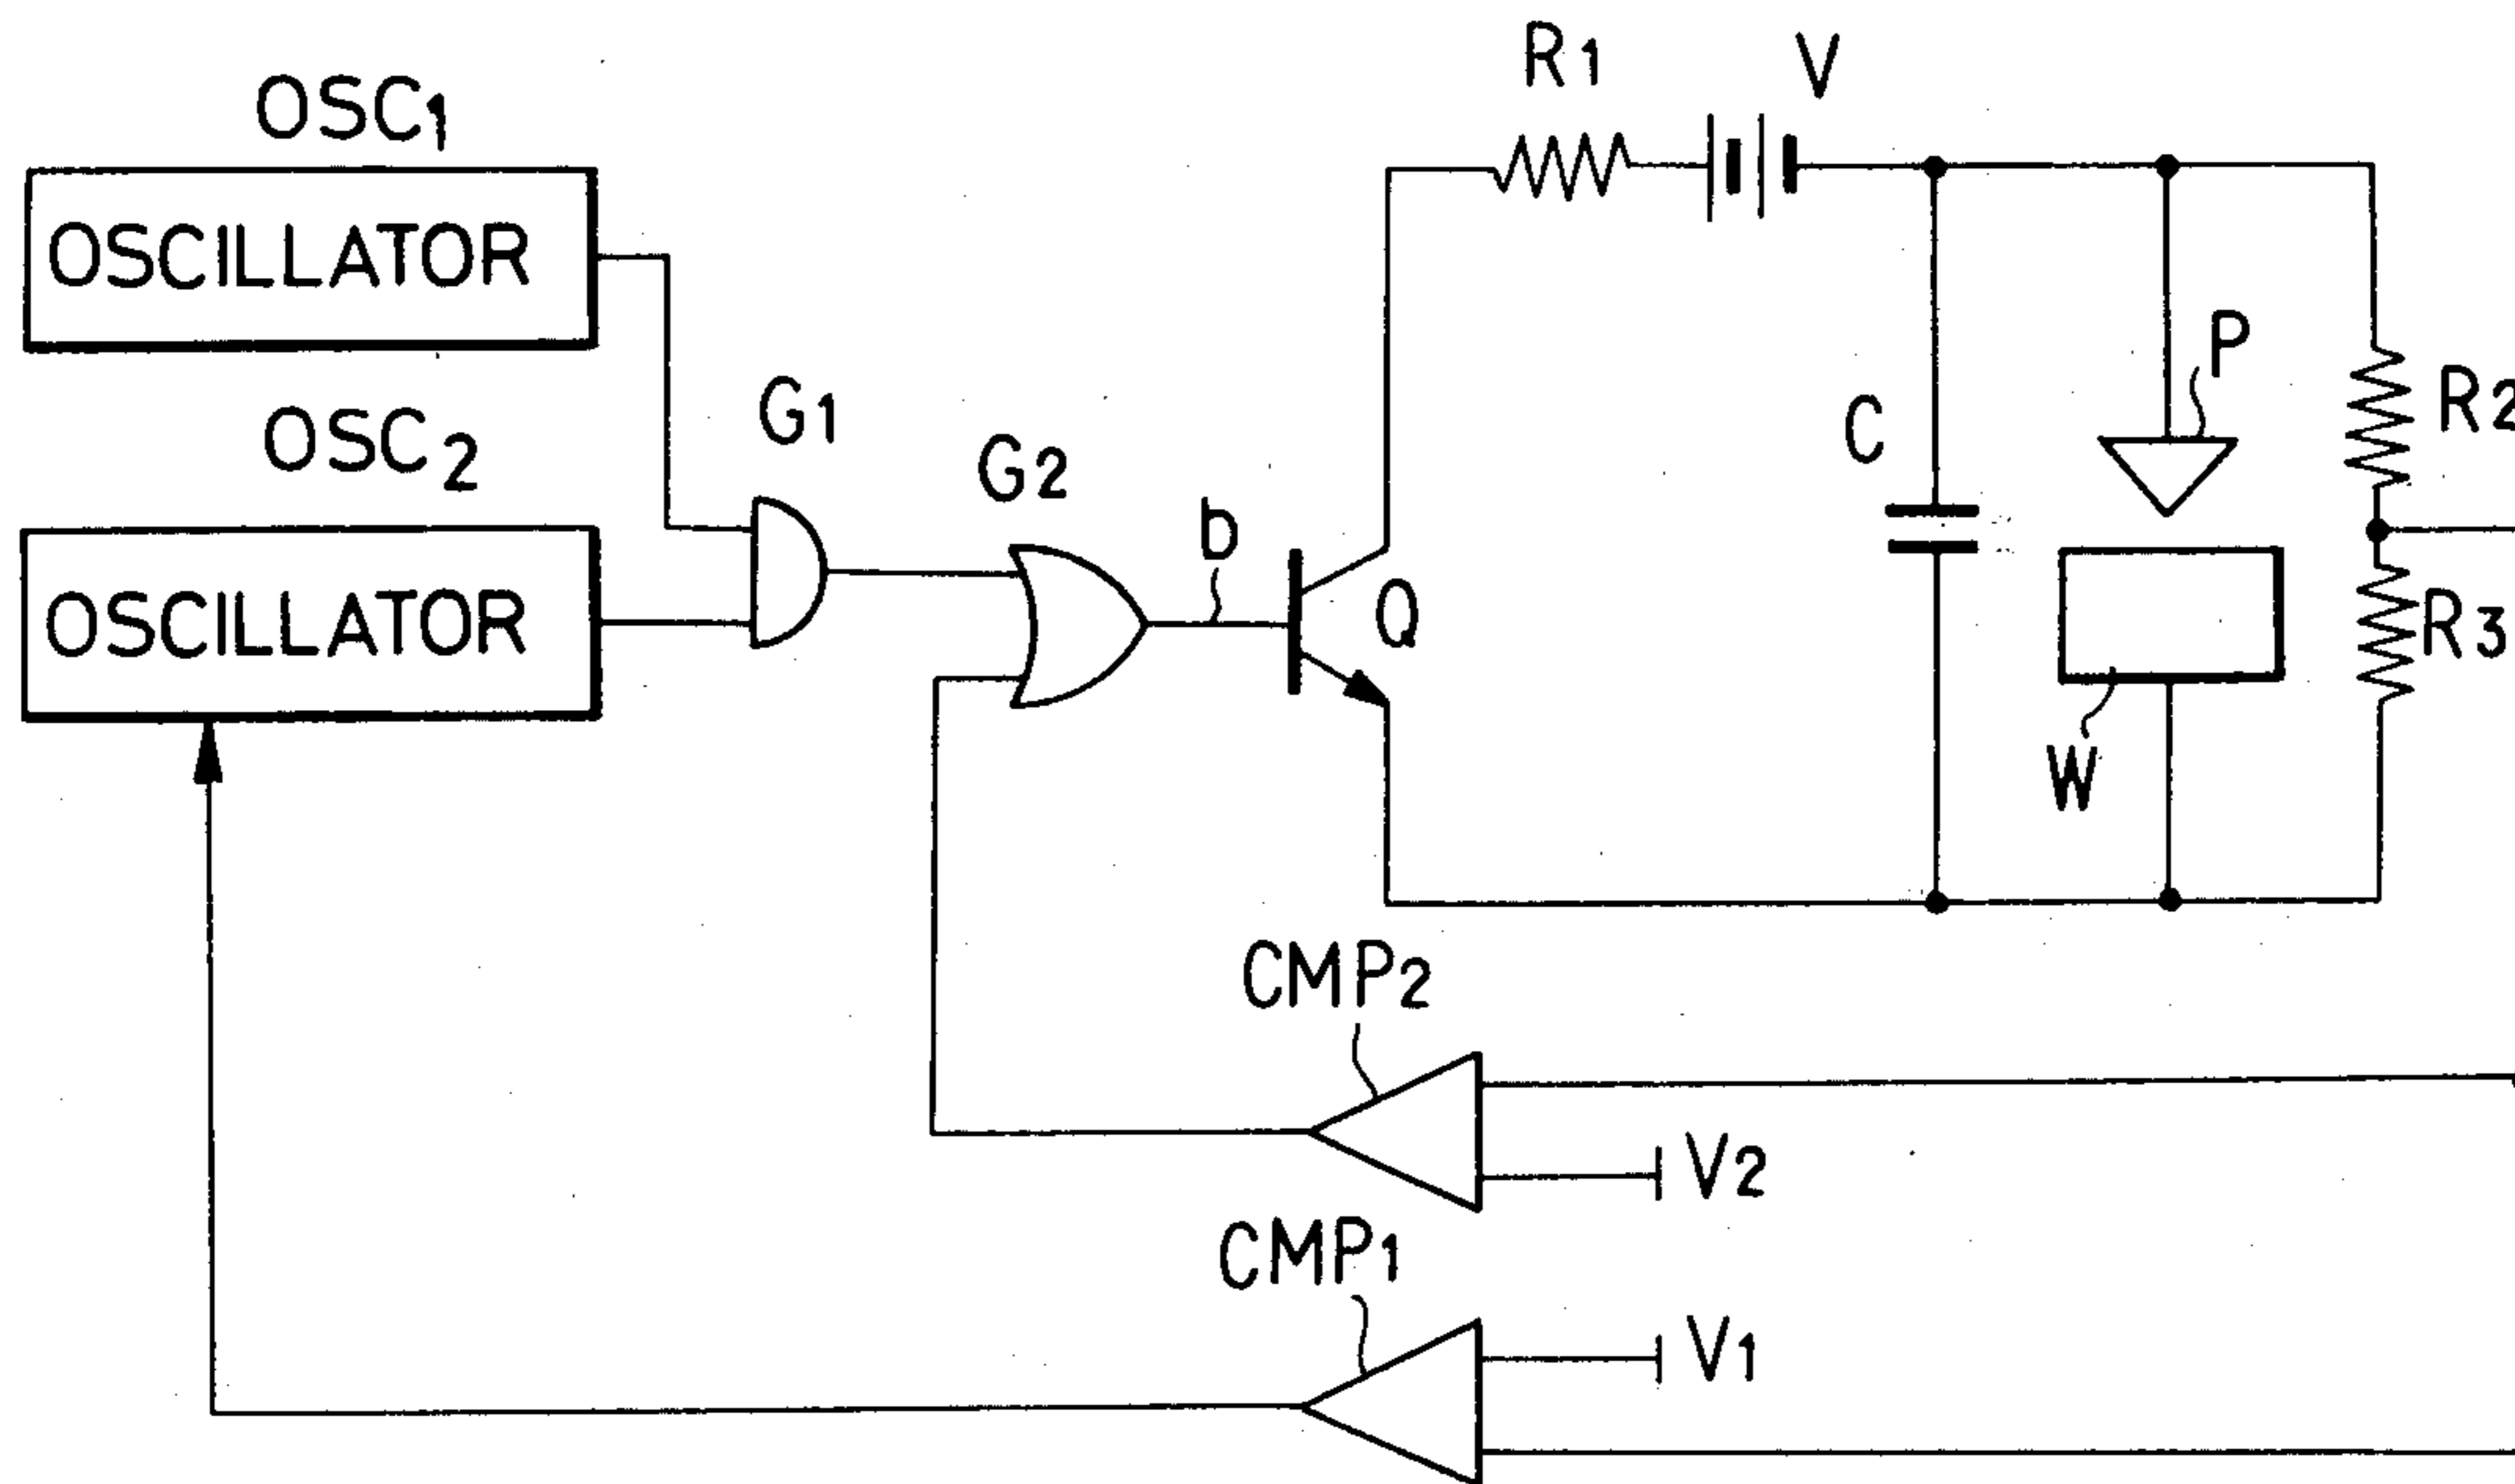 R1
V
OSC1
OSCILLATOR
P
G1
R2
C
OSC2
G2
b
Q
OSCILLATOR
R3
W
CMP2
V2
CMP1
V1